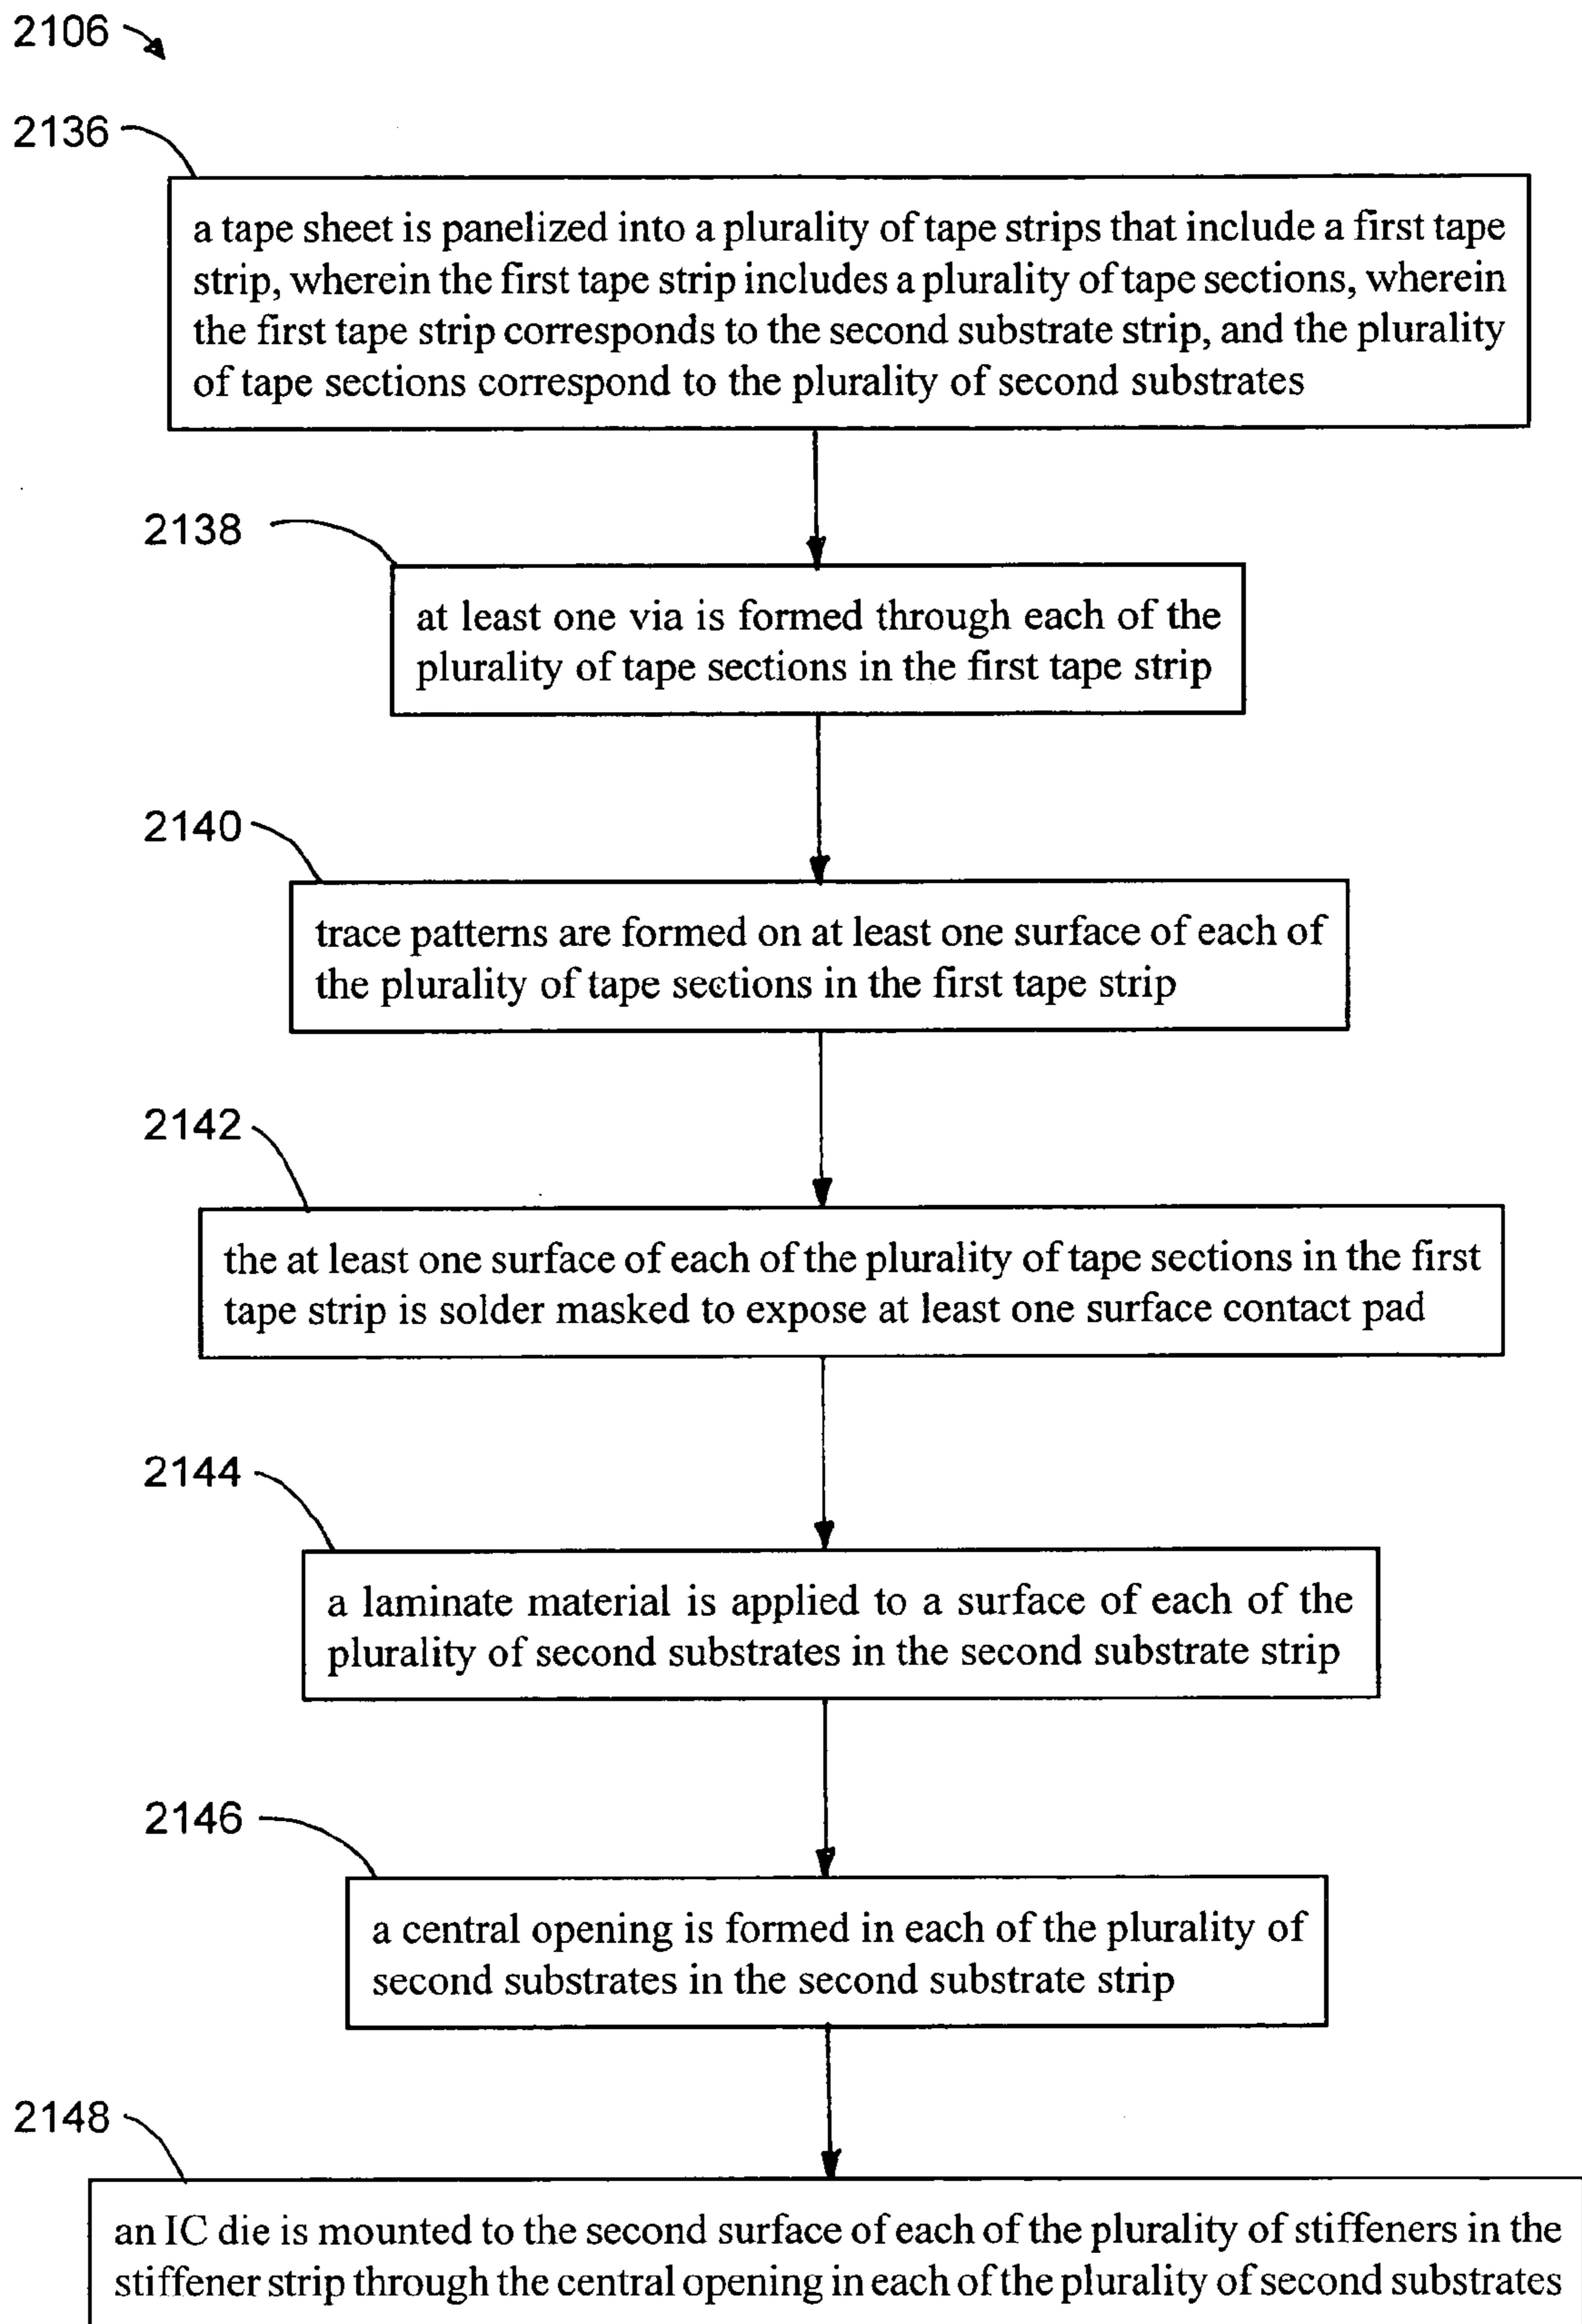 2106
2136
a tape sheet is panelized into a plurality of tape strips that include a first tape
strip, wherein the first tape strip includes a plurality of tape sections, wherein
the first tape strip corresponds to the second substrate strip, and the plurality
of tape sections correspond to the plurality of second substrates
2138
at least one via is formed through each of the
plurality of tape sections in the first tape strip
2140
trace patterns are formed on at least one surface of each of
the plurality of tape sections in the first tape strip
2142
the at least one surface of each of the plurality of tape sections in the first
tape strip is solder masked to expose at least one surface contact pad
2144
a laminate material is applied to a surface of each of the
plurality of second substrates in the second substrate strip
2146
a central opening is formed in each of the plurality of
second substrates in the second substrate strip
2148
an IC die is mounted to the second surface of each of the plurality of stiffeners in the
stiffener strip through the central opening in each of the plurality of second substrates